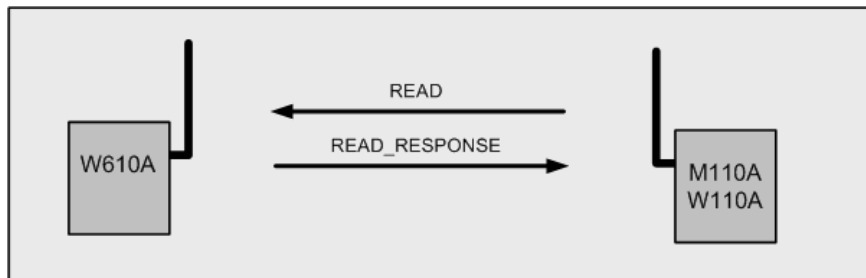 READ
W610A
READ_RESPONSE
M110A
W110A